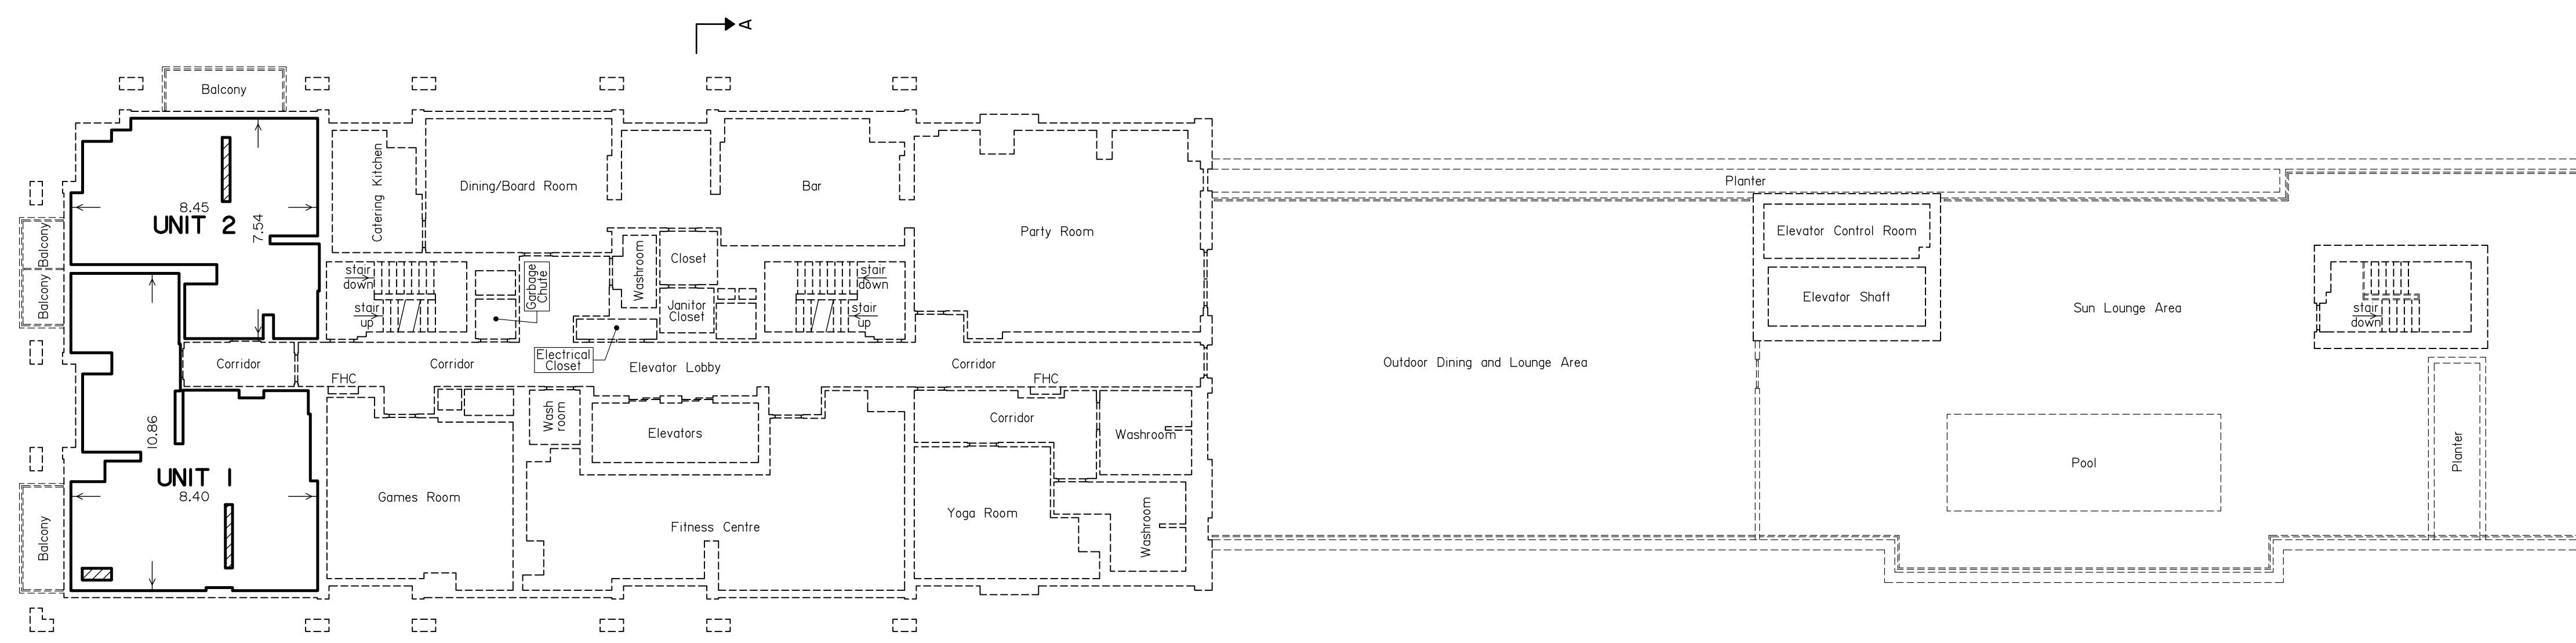 A
Balcony
Dining/Board Room
Bar
Catering Kitchen
Planter
8.45
UNIT 2
7.54
Party Room
Elevator Control Room
Balcony
Balcony
Washroom
Closet
stair
down
Garbage
Chute
stair
down
Elevator Shaft
Sun Lounge Area
stair
up
Janitor
Closet
stair
up
stair
down
Corridor
Corridor
Electrical
Closet
Elevator Lobby
Corridor
Outdoor Dining and Lounge Area
FHC
FHC
10.86
Wash
room
Elevators
Corridor
Washroom
Planter
Pool
UNIT 1
8.40
Games Room
Yoga Room
Fitness Centre
Washroom
Balcony